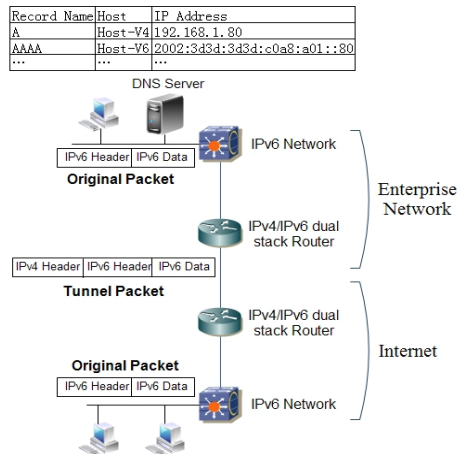 Record Name Host IP Address
A Host-V4 192.168.1.80
AAAA Host-V6 2002:3d3d:3d3d:c0a8:a01::80
... ... ...
DNS Server
IPv6 Header IPv6 Data
IPv6 Network
Original Packet
Enterprise
Network
IPv4/IPv6 dual
stack Router
IPv4 Header IPv6 Header IPv6 Data
Tunnel Packet
IPv4/IPv6 dual
stack Router
Internet
Original Packet
IPv6 Header IPv6 Data
IPv6 Network